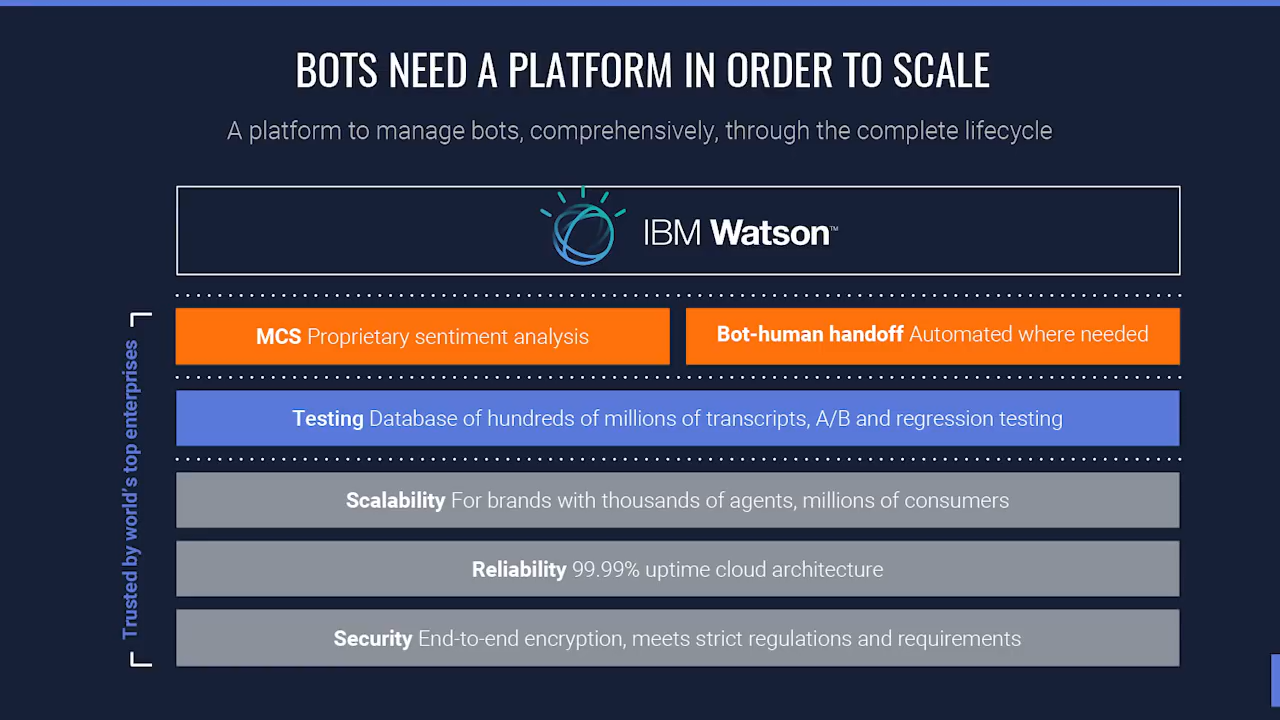 BOTS NEED A PLATFORM IN ORDER TO SCALE
A platform to manage bots, comprehensively, through the complete lifecycle
IBM Watson™
Trusted by world's top enterprises
MCS Proprietary sentiment analysis
Bot-human handoff Automated where needed
Testing Database of hundreds of millions of transcripts, A/B and regression testing
Scalability For brands with thousands of agents, millions of consumers
Reliability 99.99% uptime cloud architecture
Security End-to-end encryption, meets strict regulations and requirements